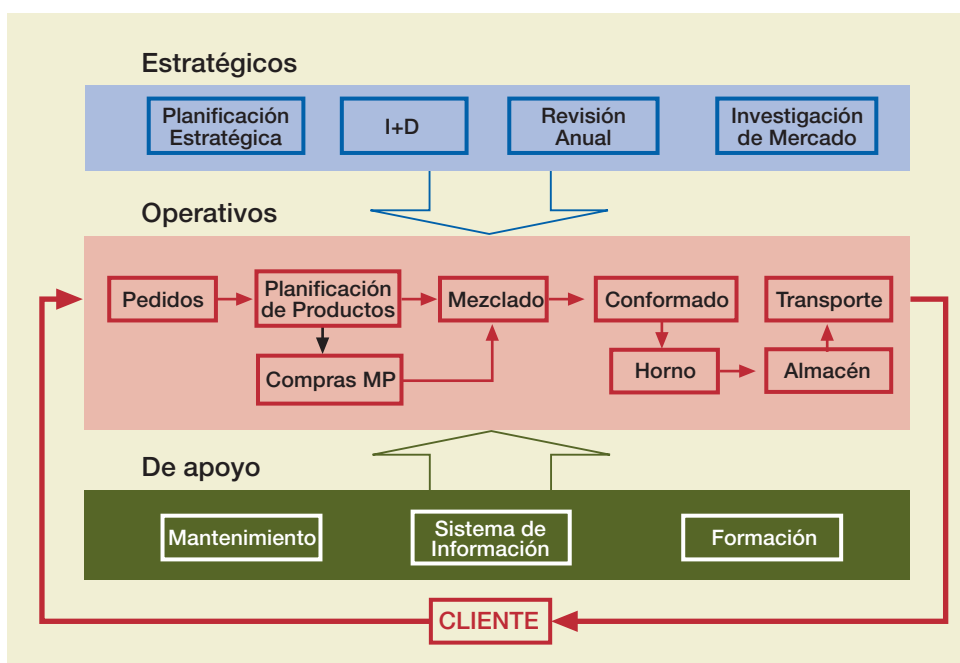 Estratégicos
Planificación
Estratégica
I+D
Revisión
Anual
Investigación
de Mercado
Operativos
Pedidos
Planificación
de Productos
Mezclado
Conformado
Transporte
Compras MP
Horno
Almacén
De apoyo
Mantenimiento
Sistema de
Información
Formación
CLIENTE